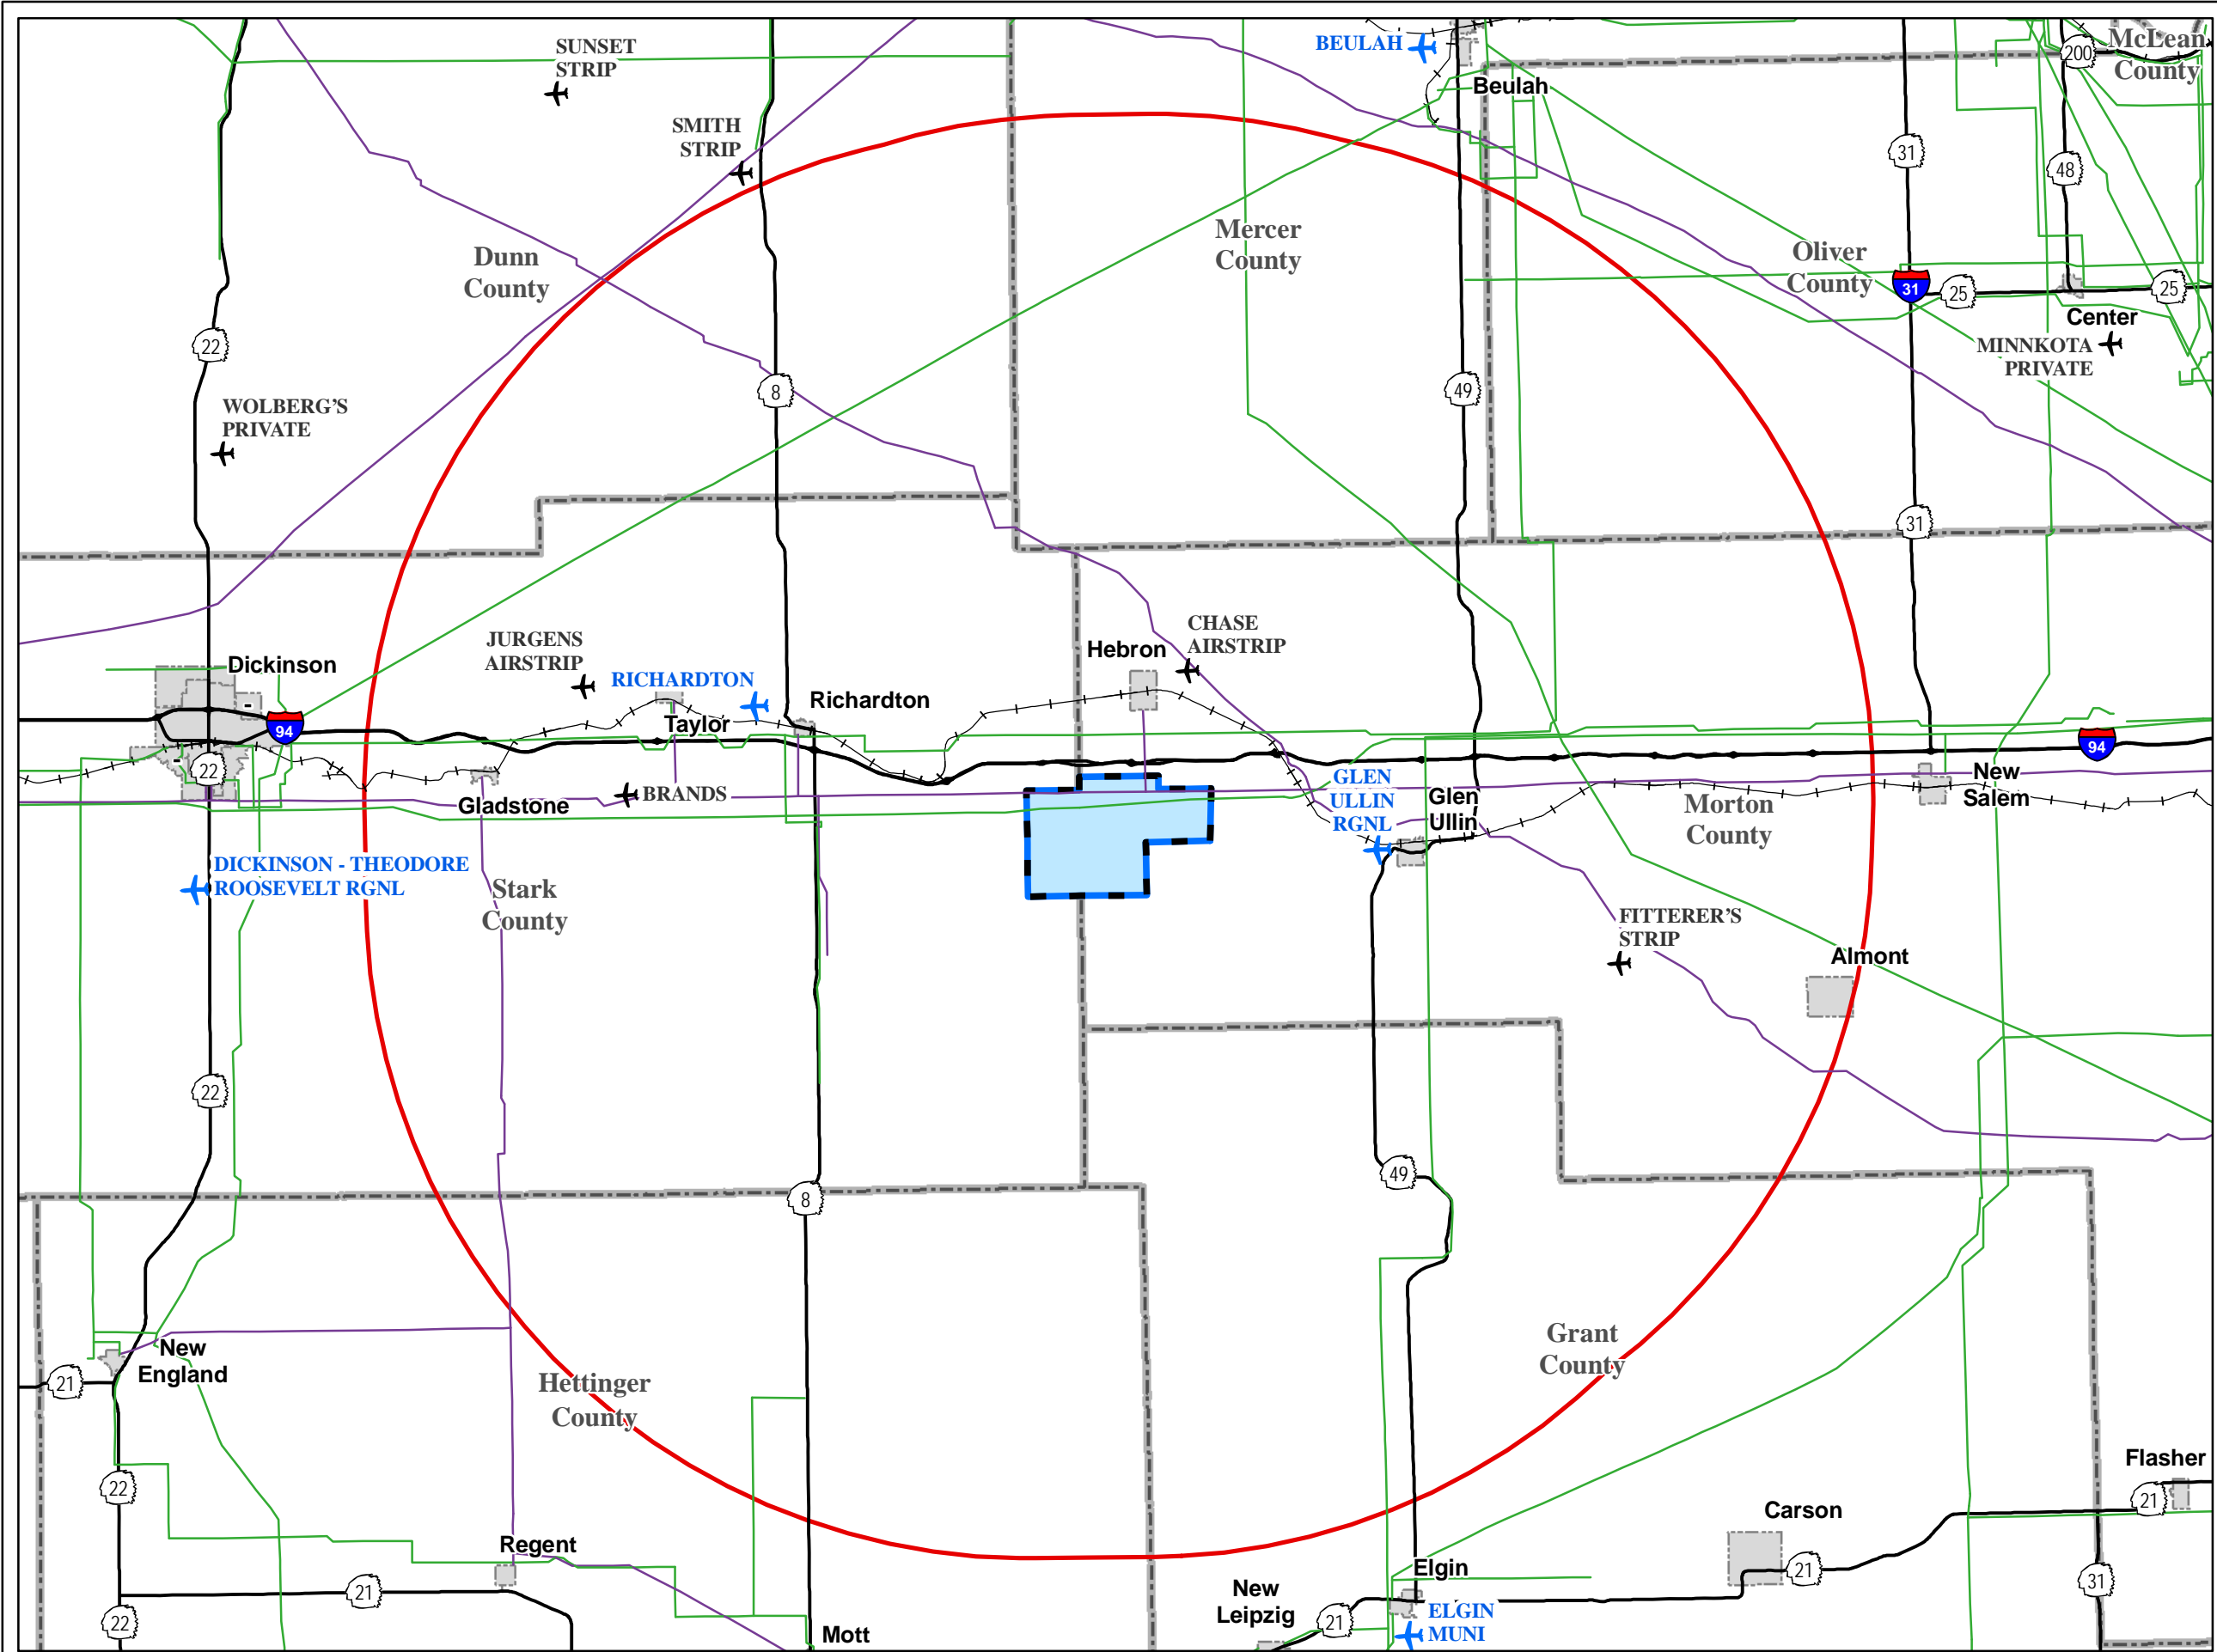 SUNSET
STRIP
BEULAH
Beulah
200
McLean
County
SMITH
STRIP
31
48
Dunn
County
Mercer
County
Oliver
County
31
25
25
Center
MINNKOTA
PRIVATE
22
8
49
WOLBERG'S
PRIVATE
31
Dickinson
JURGENS
AIRSTRIP
RICHARDTON
Richardton
Taylor
Hebron
CHASE
AIRSTRIP
94
94
22
Gladstone
BRANDS
GLEN
ULLIN
RGNL
Glen
Ullin
Morton
County
New
Salem
DICKINSON - THEODORE
ROOSEVELT RGNL
Stark
County
FITTERER'S
STRIP
Almont
22
49
8
New
England
21
Hettinger
County
Grant
County
22
Flasher
21
Carson
21
Regent
21
22
Elgin
New
Leipzig
21
ELGIN
MUNI
31
Mott